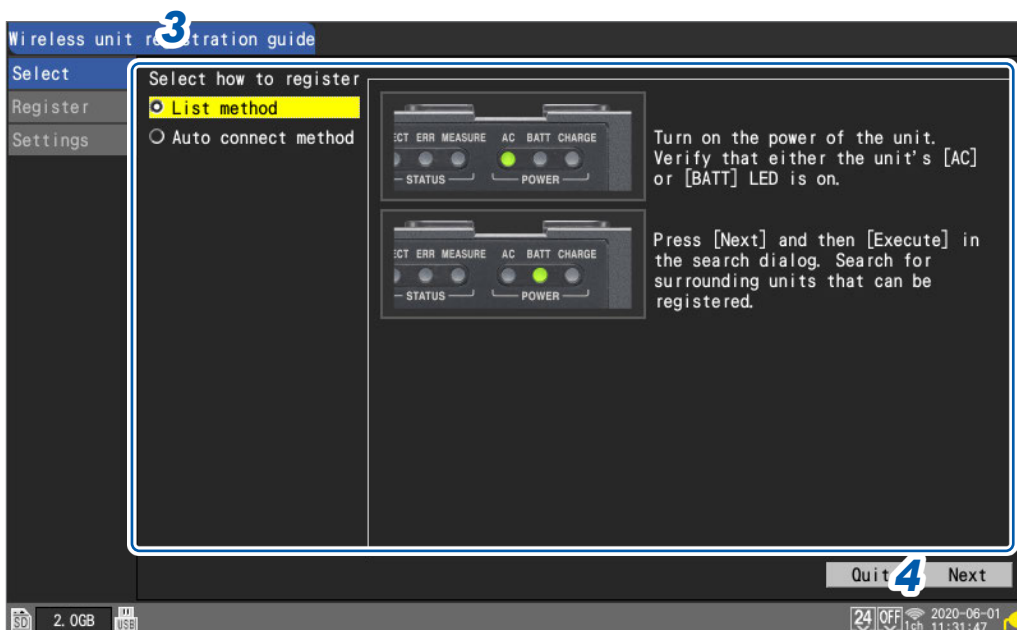 3
Wireless unit registration guide
Select
Register
Settings
Select how to register
List method
Auto connect method
ECT ERR MEASURE AC BATT CHARGE
STATUS POWER
Turn on the power of the unit.
Verify that either the unit's [AC]
or [BATT] LED is on.
ECT ERR MEASURE AC BATT CHARGE
STATUS POWER
Press [Next] and then [Execute] in
the search dialog. Search for
surrounding units that can be
registered.
Quit 4 Next
SD 2.0GB USB 24 OFF 1ch 2020-06-01
11:31:47